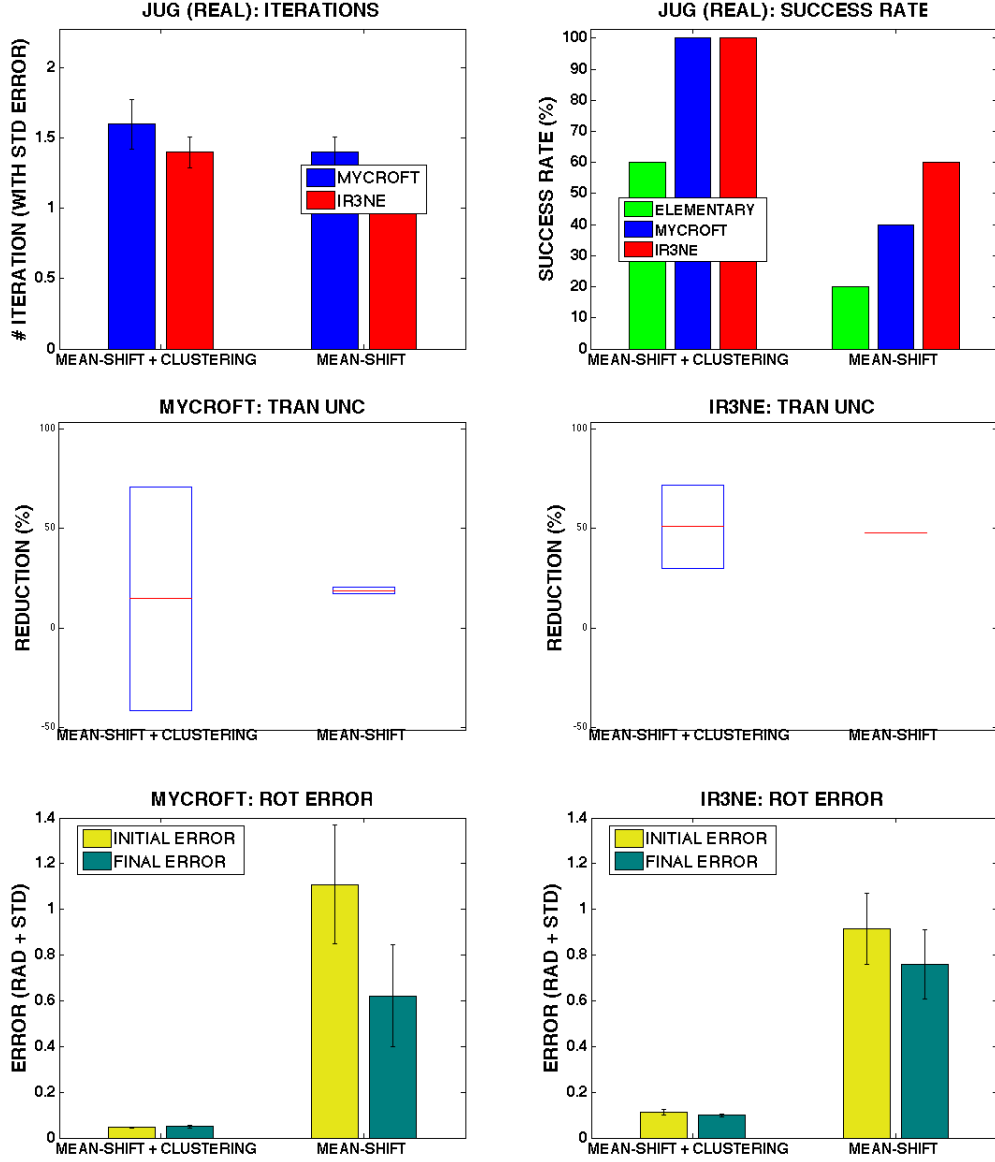 JUG (REAL): ITERATIONS
# ITERATION (WITH STD ERROR)
2
1.5
1
0.5
0
MYCROFT
IR3NE
MEAN-SHIFT + CLUSTERING
MEAN-SHIFT
JUG (REAL): SUCCESS RATE
SUCCESS RATE (%)
100
90
80
70
60
50
40
30
20
10
0
ELEMENTARY
MYCROFT
IR3NE
MEAN-SHIFT + CLUSTERING
MEAN-SHIFT
MYCROFT: TRAN UNC
REDUCTION (%)
100
50
0
-50
MEAN-SHIFT + CLUSTERING
MEAN-SHIFT
IR3NE: TRAN UNC
REDUCTION (%)
100
50
0
-50
MEAN-SHIFT + CLUSTERING
MEAN-SHIFT
MYCROFT: ROT ERROR
ERROR (RAD + STD)
1.4
1.2
1
0.8
0.6
0.4
0.2
0
INITIAL ERROR
FINAL ERROR
MEAN-SHIFT + CLUSTERING
MEAN-SHIFT
IR3NE: ROT ERROR
ERROR (RAD + STD)
1.4
1.2
1
0.8
0.6
0.4
0.2
0
INITIAL ERROR
FINAL ERROR
MEAN-SHIFT + CLUSTERING
MEAN-SHIFT